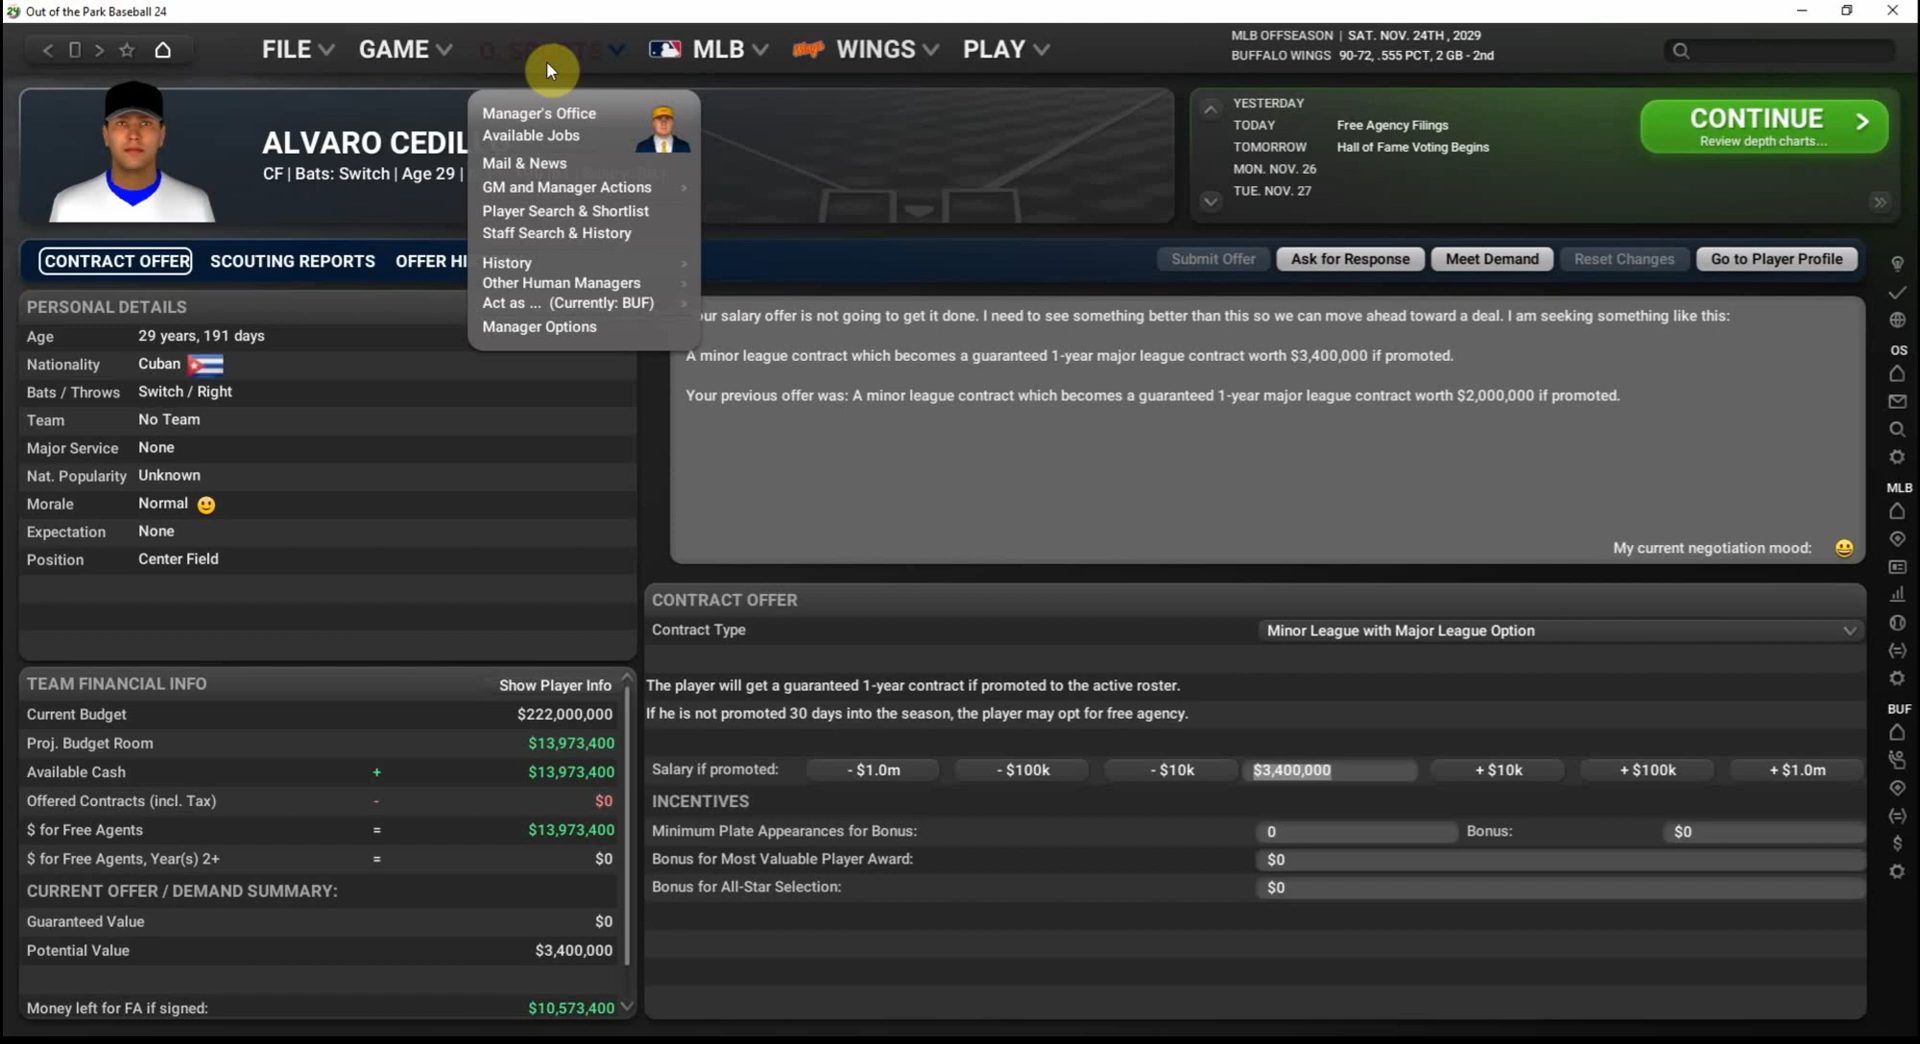 Out of the Park Baseball 24
FILE GAME O. SPORTS MLB WINGS PLAY
MLB OFFSEASON | SAT. NOV. 24TH , 2029
BUFFALO WINGS 90-72, .555 PCT, 2 GB - 2nd
ALVARO CEDIL
CF | Bats: Switch | Age 29 |
Manager's Office
Available Jobs
Mail & News
GM and Manager Actions
Player Search & Shortlist
Staff Search & History
History
Other Human Managers
Act as ... (Currently: BUF)
Manager Options
YESTERDAY
TODAY Free Agency Filings
TOMORROW Hall of Fame Voting Begins
MON. NOV. 26
TUE. NOV. 27
CONTINUE
Review depth charts...
CONTRACT OFFER SCOUTING REPORTS OFFER HI
Submit Offer Ask for Response Meet Demand Reset Changes Go to Player Profile
PERSONAL DETAILS
Age 29 years, 191 days
Nationality Cuban
Bats / Throws Switch / Right
Team No Team
Major Service None
Nat. Popularity Unknown
Morale Normal
Expectation None
Position Center Field
our salary offer is not going to get it done. I need to see something better than this so we can move ahead toward a deal. I am seeking something like this:
A minor league contract which becomes a guaranteed 1-year major league contract worth $3,400,000 if promoted.
Your previous offer was: A minor league contract which becomes a guaranteed 1-year major league contract worth $2,000,000 if promoted.
My current negotiation mood:
TEAM FINANCIAL INFO Show Player Info
Current Budget $222,000,000
Proj. Budget Room $13,973,400
Available Cash + $13,973,400
Offered Contracts (incl. Tax) - $0
$ for Free Agents = $13,973,400
$ for Free Agents, Year(s) 2+ = $0
CURRENT OFFER / DEMAND SUMMARY:
Guaranteed Value $0
Potential Value $3,400,000
Money left for FA if signed: $10,573,400
CONTRACT OFFER
Contract Type Minor League with Major League Option
The player will get a guaranteed 1-year contract if promoted to the active roster.
If he is not promoted 30 days into the season, the player may opt for free agency.
Salary if promoted: - $1.0m - $100k - $10k $3,400,000 + $10k + $100k + $1.0m
INCENTIVES
Minimum Plate Appearances for Bonus: 0 Bonus: $0
Bonus for Most Valuable Player Award: $0
Bonus for All-Star Selection: $0
OS
MLB
BUF